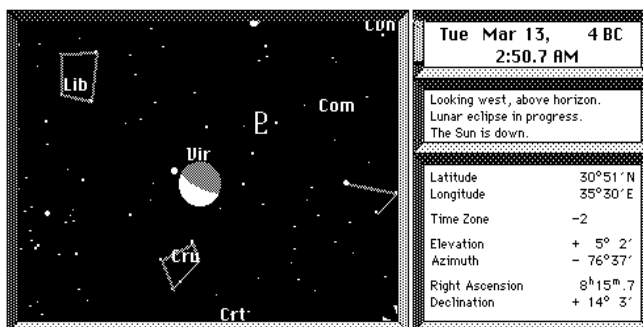 CVn
Lib
Com
Vir
Cru
Crt
Tue Mar 13, 4 BC
2:50.7 AM
Looking west, above horizon.
Lunar eclipse in progress.
The Sun is down.
Latitude 30°51′N
Longitude 35°30′E
Time Zone -2
Elevation + 5° 2′
Azimuth - 76°37′
Right Ascension 8ʰ15ᵐ.7
Declination + 14° 3′